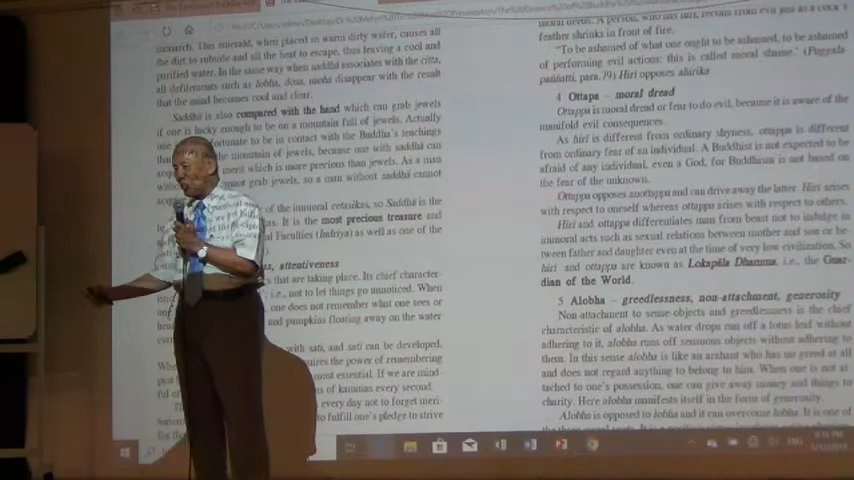 monarch. This emerald, when placed in warm dirty water, causes all
the dirt to subside and all the heat to escape, thus leaving a cool and
purified water. In the same way when saddhā associates with the citta,
all defilements such as lobha, dosa, moha disappear with the result
that the mind becomes cool and clear.
Saddhā is also compared with the hand which can grab jewels
if one is lucky enough to be on a mountain full of jewels. Actually
fortunate to be in contact with the Buddha's teachings
mountain of jewels, because one with saddhā can
merit which is more precious than jewels. As a man
cannot grab jewels, so a man without saddhā cannot
of the immoral cetasikas, so Saddhā is the
It is the most precious treasure and
Faculties (Indriya) as well as one of the
attentiveness
s that are taking place. Its chief character-
i.e., not to let things go unnoticed. When
one does not remember what one sees or
and pumpkins floating away on the water
with sati, and sati can be developed.
the power of remembering
most essential. If we are mind
of kammas every second.
every day not to forget meri-
to fulfil one's pledge to strive
feather shrinks in front of fire.
"To be ashamed of what one ought to be ashamed, to be ashamed
of performing evil actions: this is called moral shame." (Puggala-
paññatti, para. 79) Hiri opposes ahirika
4 Ottapa – moral dread
Ottappa is moral dread or fear to do evil, because it is aware of the
manifold evil consequences.
As hiri is different from ordinary shyness, ottappa is different
from ordinary fear of an individual. A Buddhist is not expected to be
afraid of any individual, even a God, for Buddhism is not based on
the fear of the unknown.
Ottappa opposes anottappa and can drive away the latter. Hiri arises
with respect to oneself whereas ottappa arises with respect to others.
Hiri and ottappa differentiates man from beast not to indulge in
immoral acts such as sexual relations between mother and son or be-
tween father and daughter even at the time of very low civilization. So
hiri and ottappa are known as Lokapāla Dhamma, i.e., the Guar-
dian of the World.
5 Alobha – greedlessness, non-attachment, generosity
Non-attachment to sense-objects and greedlessness is the chief
characteristic of alobha. As water drops run off a lotus leaf without
adhering to it, alobha runs off sensuous objects without adhering to
them. In this sense alobha is like an arahant who has no greed at all
and does not regard anything to belong to him. When one is not at-
tached to one's possession, one can give away money and things to
charity. Here alobha manifests itself in the form of generosity.
Alobha is opposed to lobha and it can overcome lobha. It is one of
ENG